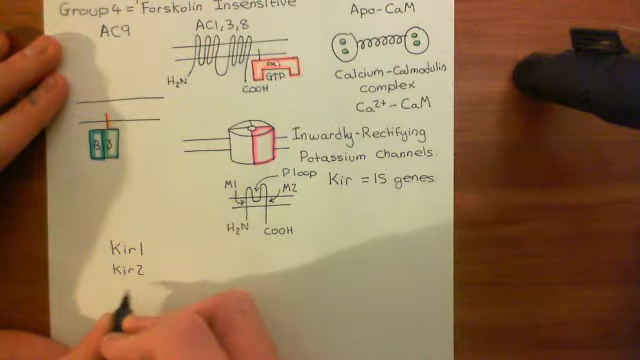 Group 4 = 'Forskolin Insensitive'
AC9
AC1,3,8
H2N
COOH
αi
GTP
Apo-CaM
Calcium-Calmodulin
complex
Ca2+-CaM
β γ
Inwardly-Rectifying
Potassium Channels.
Kir = 15 genes
P loop
M1
M2
H2N
COOH
Kir1
Kir2